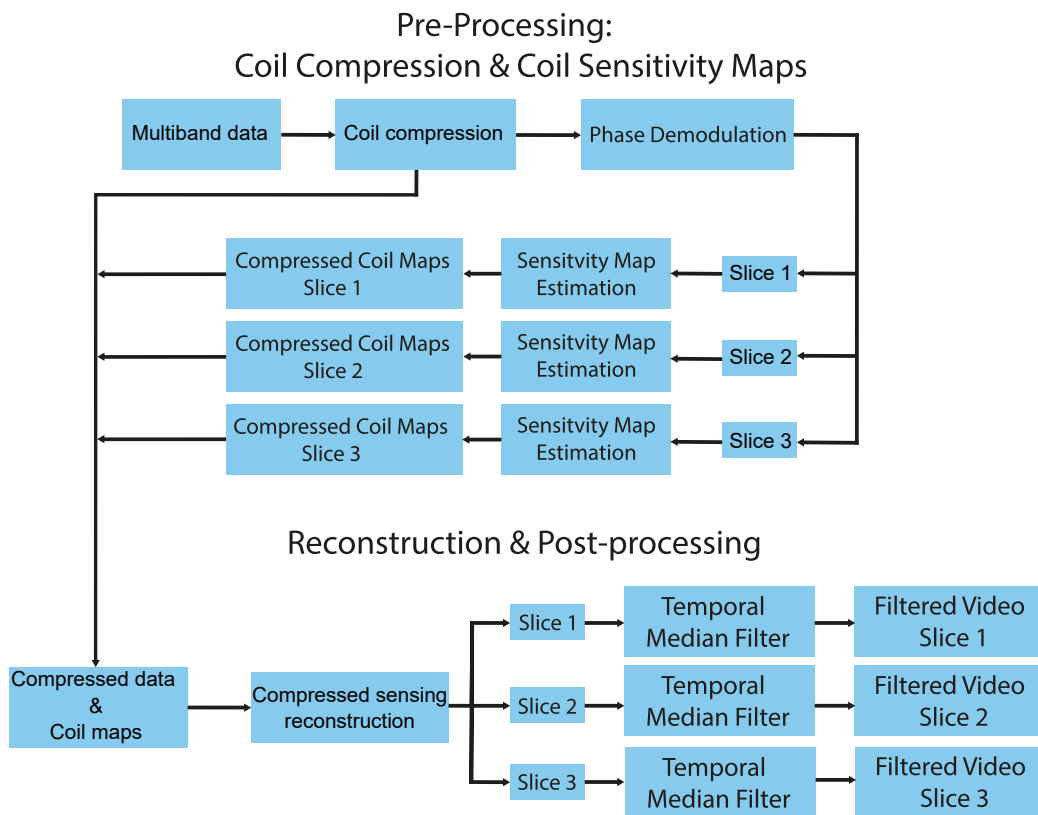 Pre-Processing:
Coil Compression & Coil Sensitivity Maps
Multiband data
Coil compression
Phase Demodulation
Compressed Coil Maps
Slice 1
Sensitvity Map
Estimation
Slice 1
Compressed Coil Maps
Slice 2
Sensitvity Map
Estimation
Slice 2
Compressed Coil Maps
Slice 3
Sensitvity Map
Estimation
Slice 3
Reconstruction & Post-processing
Compressed data
&
Coil maps
Compressed sensing
reconstruction
Slice 1
Temporal
Median Filter
Filtered Video
Slice 1
Slice 2
Temporal
Median Filter
Filtered Video
Slice 2
Slice 3
Temporal
Median Filter
Filtered Video
Slice 3